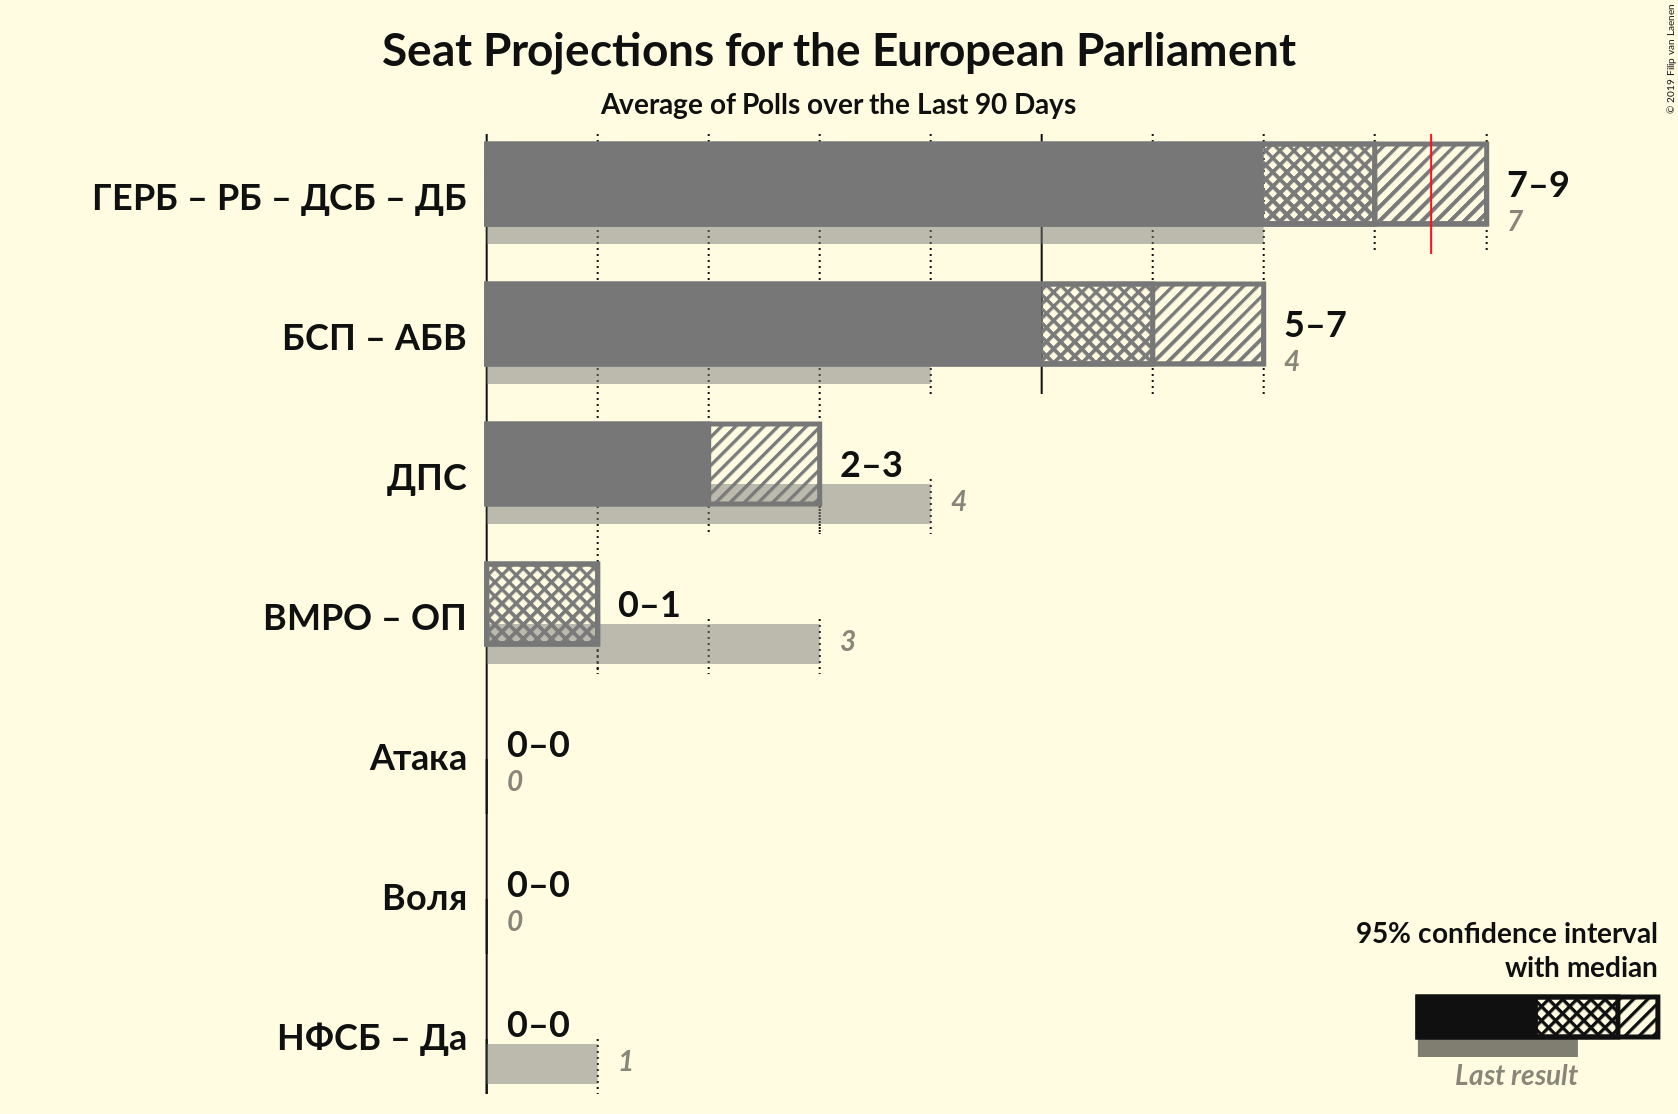 Seat Projections for the European Parliament
Average of Polls over the Last 90 Days
© 2019 Filip van Laenen
ГЕРБ – РБ – ДСБ – ДБ
7–9
7
БСП – АБВ
5–7
4
ДПС
2–3
4
ВМРО – ОП
0–1
3
Атака
0–0
0
Воля
0–0
0
НФСБ – Да
0–0
1
95% confidence interval
with median
Last result